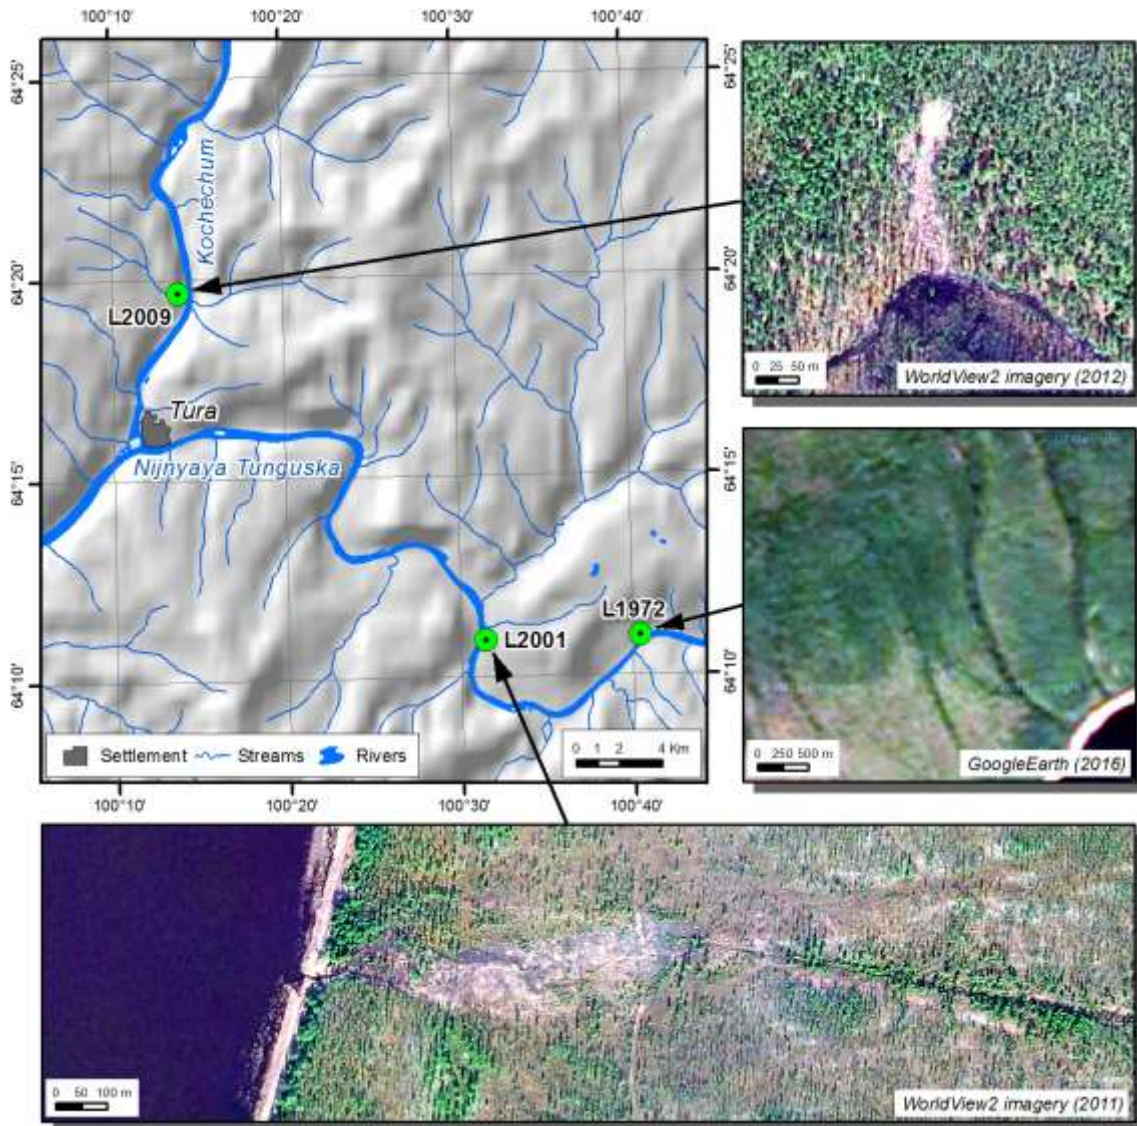 100°10' 100°20' 100°30' 100°40'
64°25'
64°20'
64°15'
64°10'
64°25'
64°20'
64°15'
64°10'
Kochechum
L2009
Tura
Nijnyaya Tunguska
L1972
L2001
Settlement Streams Rivers
0 1 2 4 Km
100°10' 100°20' 100°30' 100°40'
0 25 50 m
WorldView2 imagery (2012)
0 250 500 m
GoogleEarth (2016)
0 50 100 m
WorldView2 imagery (2011)